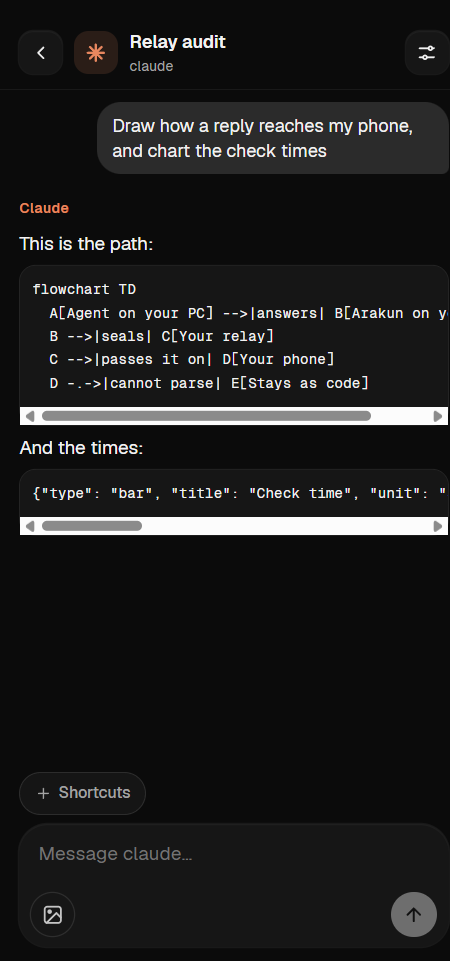 Relay audit
claude
Draw how a reply reaches my phone,
and chart the check times
Claude
This is the path:
flowchart TD
A[Agent on your PC] -->|answers| B[Arakun on
B -->|seals| C[Your relay]
C -->|passes it on| D[Your phone]
D -.->|cannot parse| E[Stays as code]
And the times:
{"type": "bar", "title": "Check time", "unit": "
+ Shortcuts
Message claude...